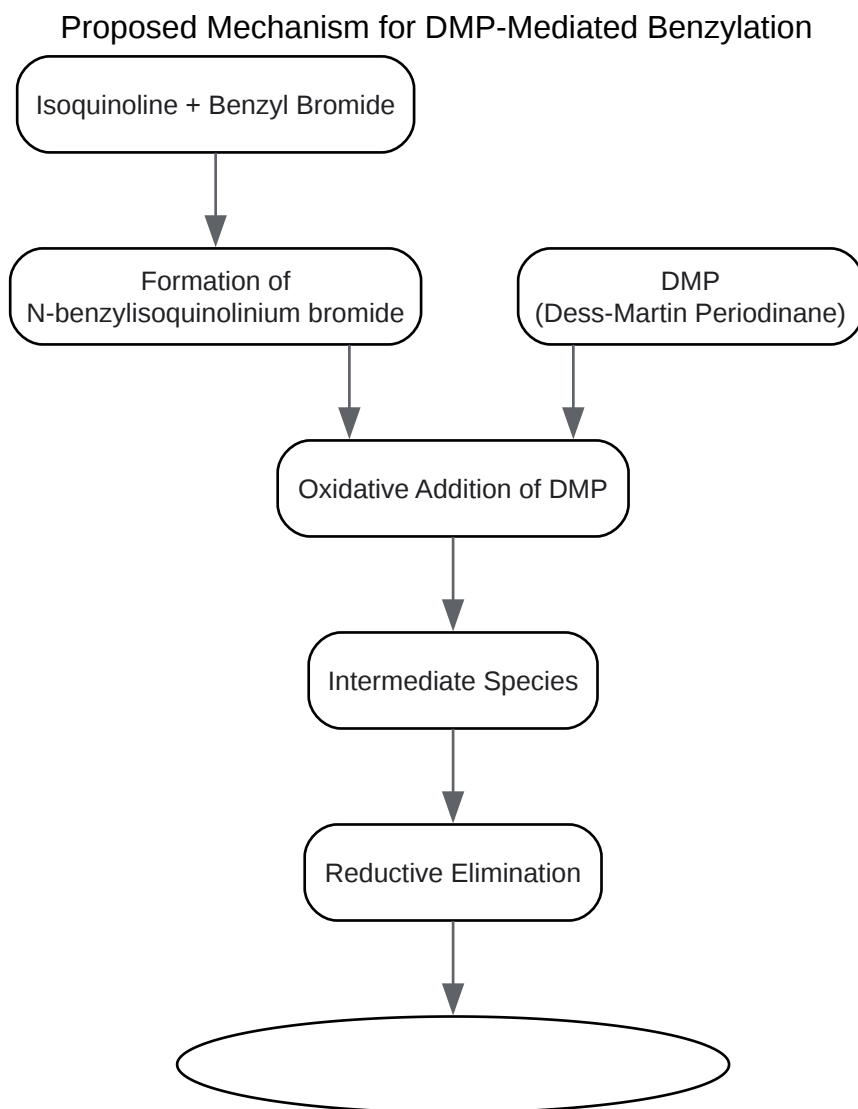 Proposed Mechanism for DMP-Mediated Benzylation
Isoquinoline + Benzyl Bromide
Formation of
N-benzylisoquinolinium bromide
DMP
(Dess-Martin Periodinane)
Oxidative Addition of DMP
Intermediate Species
Reductive Elimination